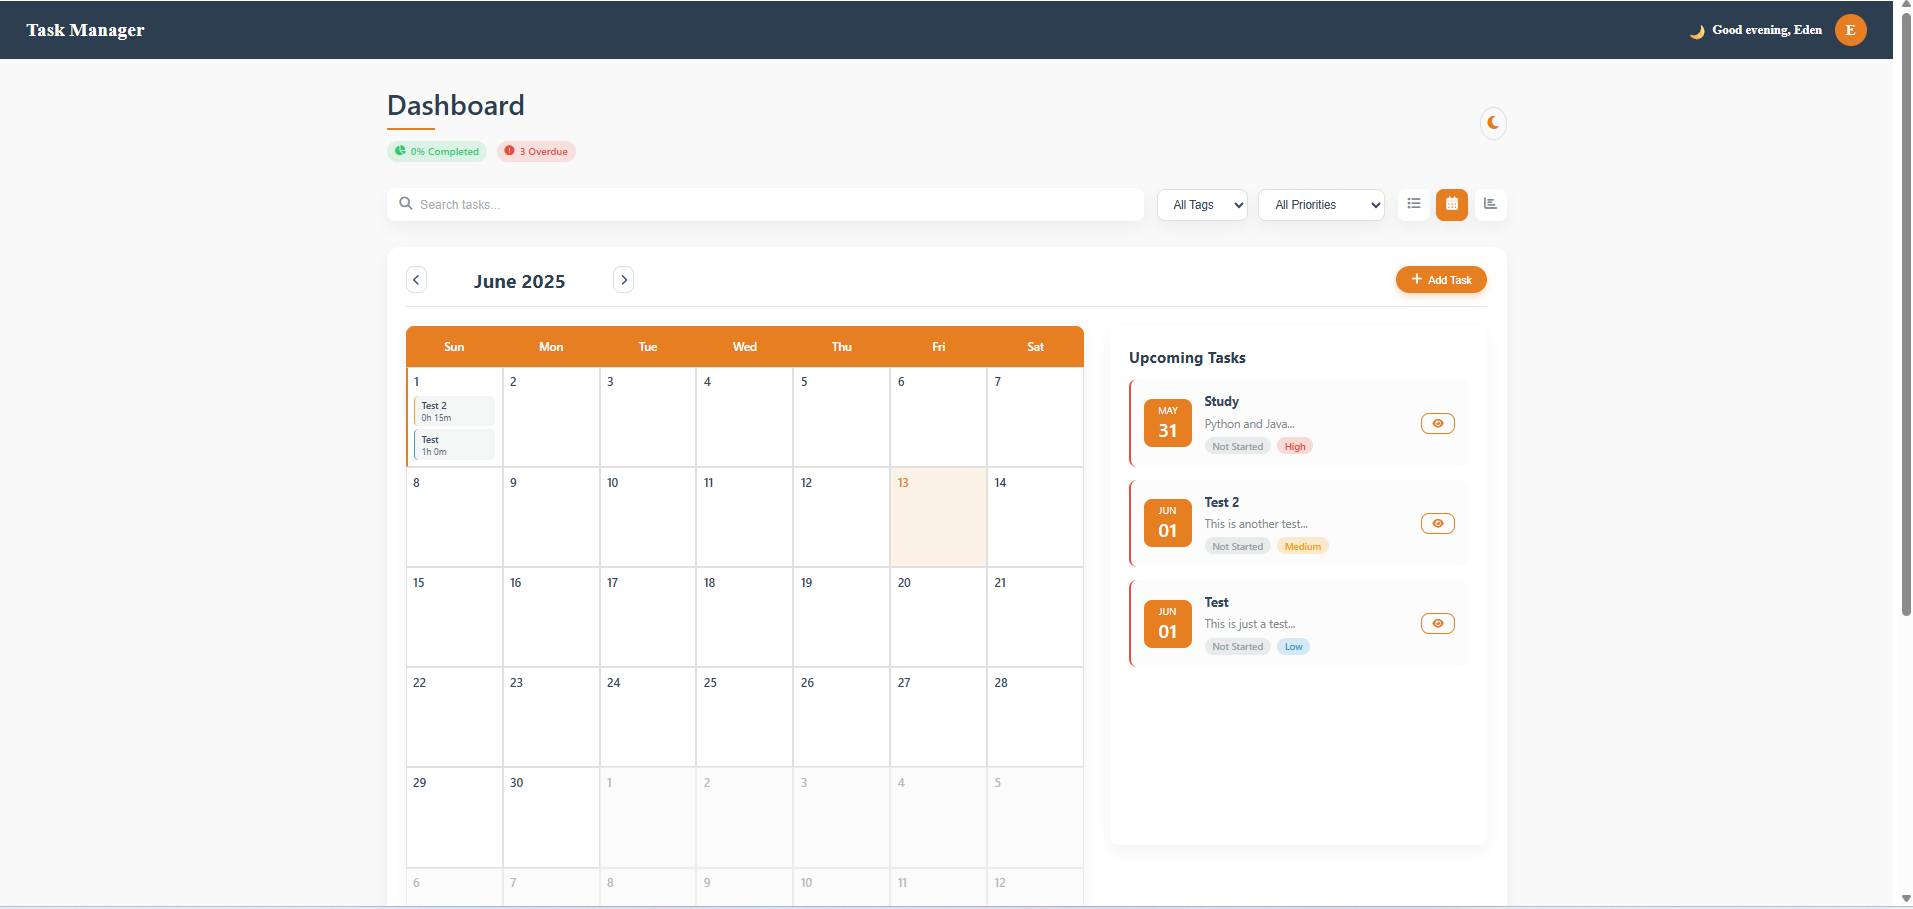 Task Manager
Good evening, Eden
E
Dashboard
0% Completed
3 Overdue
Search tasks...
All Tags
All Priorities
June 2025
Add Task
Sun Mon Tue Wed Thu Fri Sat
1 2 3 4 5 6 7
Test 2
0h 15m
Test
1h 0m
8 9 10 11 12 13 14
15 16 17 18 19 20 21
22 23 24 25 26 27 28
29 30 1 2 3 4 5
6 7 8 9 10 11 12
Upcoming Tasks
MAY
31
Study
Python and Java...
Not Started High
JUN
01
Test 2
This is another test...
Not Started Medium
JUN
01
Test
This is just a test...
Not Started Low